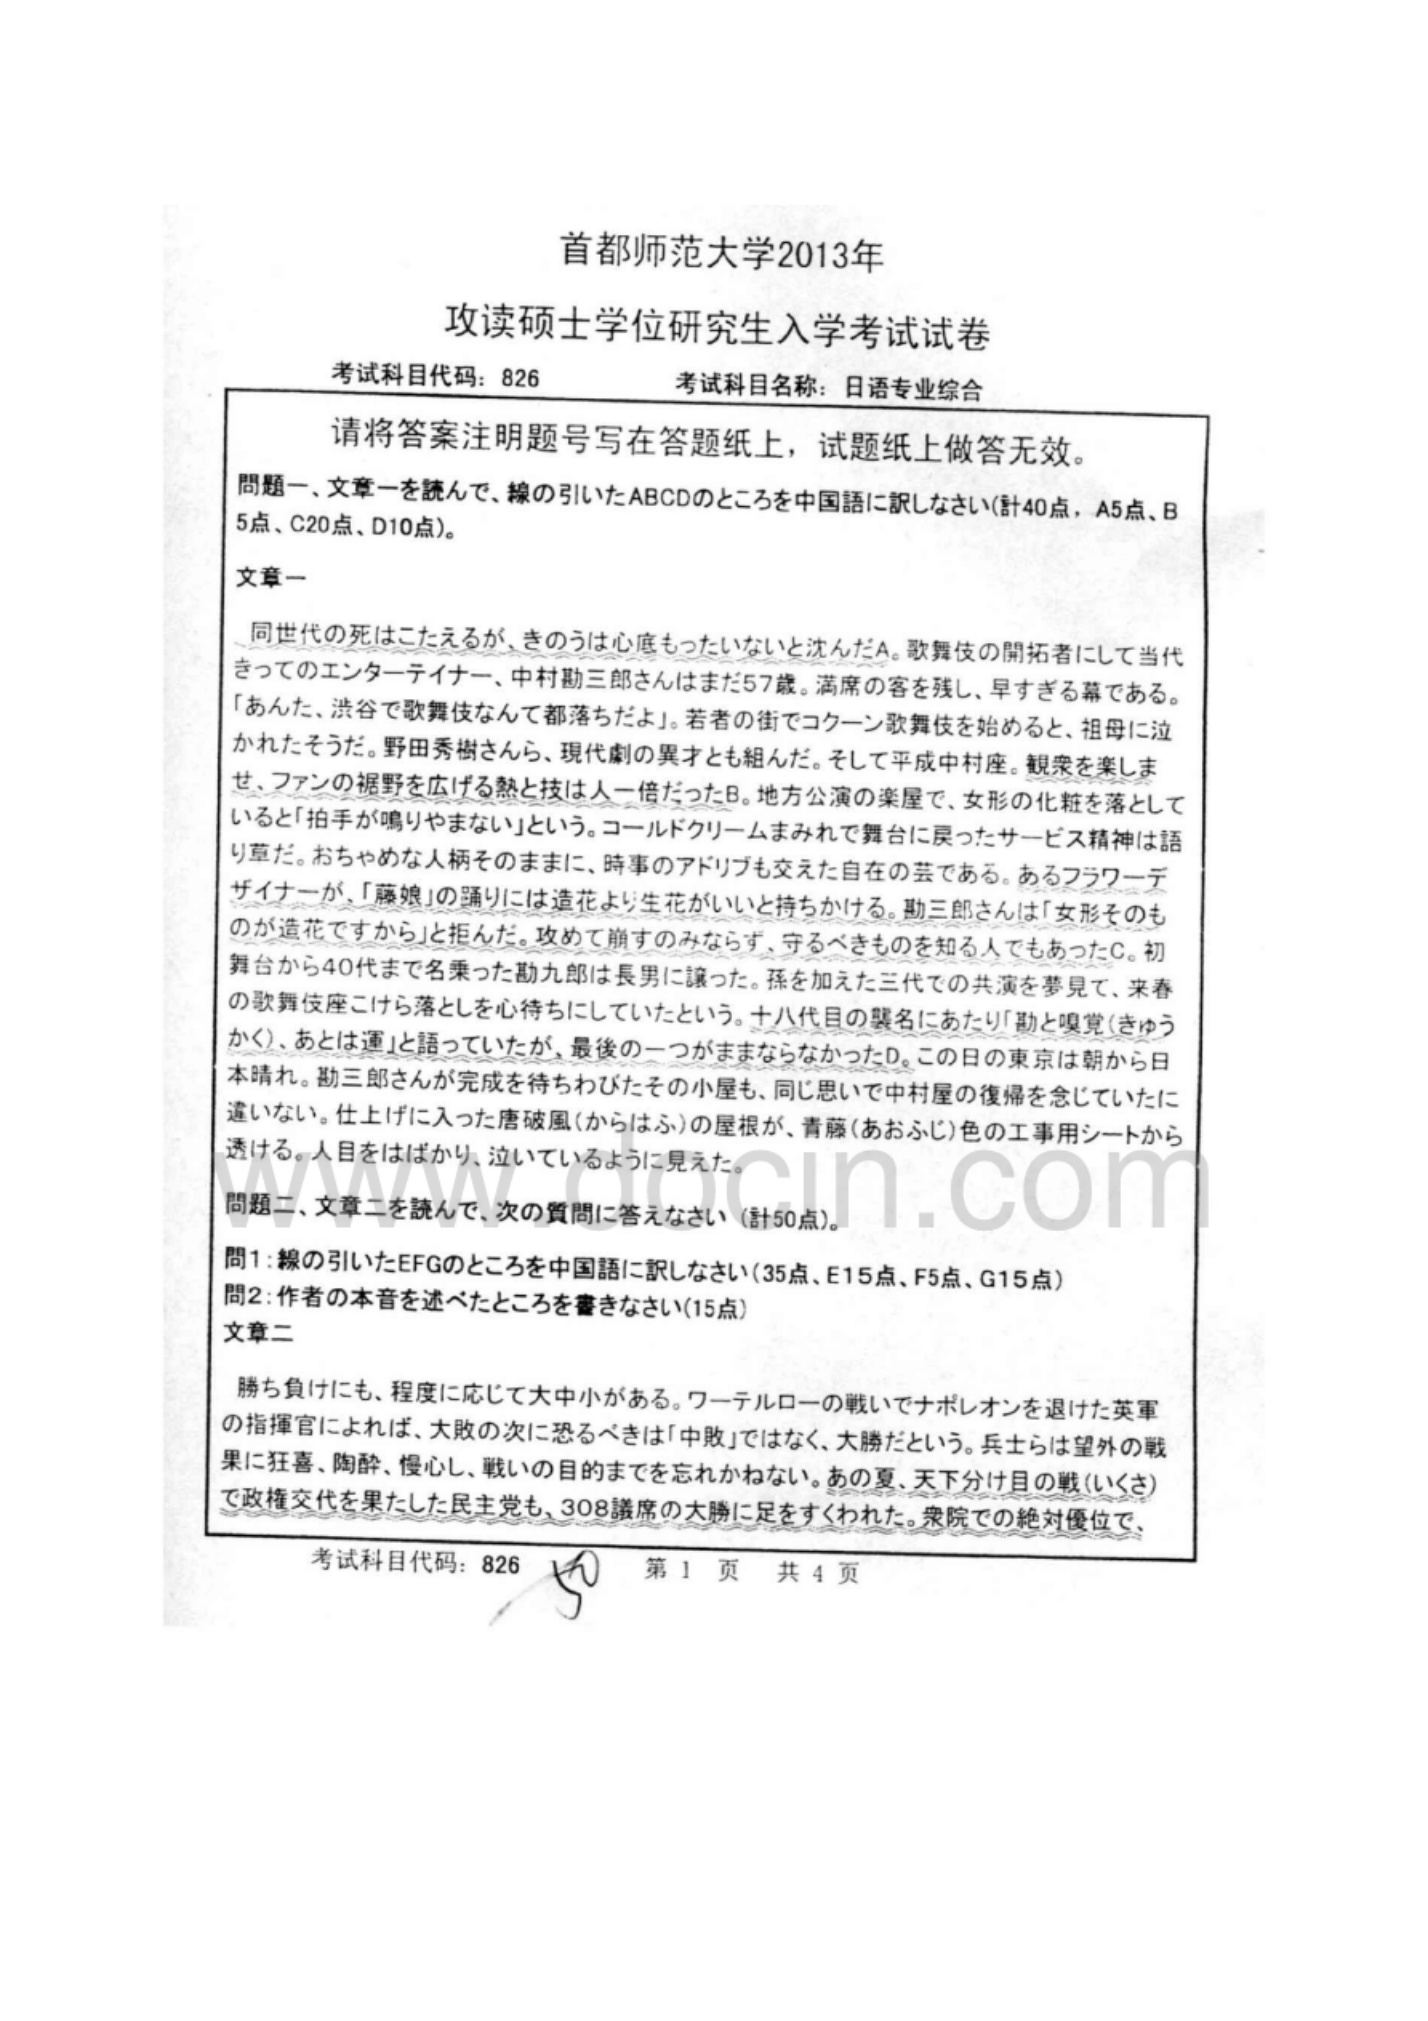 首都师范大学2013年
攻读硕士学位研究生入学考试试卷
考试科目代码：826 考试科目名称：日语专业综合
请将答案注明题号写在答题纸上，试题纸上做答无效。
問題一、文章一を読んで、線の引いたABCDのところを中国語に訳しなさい(計40点，A5点、B
5点、C20点、D10点)。
文章一
同世代の死はこたえるが、きのうは心底もったいないと沈んだA。歌舞伎の開拓者にして当代
きってのエンターテイナー、中村勘三郎さんはまだ57歳。満席の客を残し、早すぎる幕である。
「あんた、渋谷で歌舞伎なんて都落ちだよ」。若者の街でコクーン歌舞伎を始めると、祖母に泣
かれたそうだ。野田秀樹さんら、現代劇の異才とも組んだ。そして平成中村座。観衆を楽しま
せ、ファンの裾野を広げる熱と技は人一倍だったB。地方公演の楽屋で、女形の化粧を落として
いると「拍手が鳴りやまない」という。コールドクリームまみれで舞台に戻ったサービス精神は語
り草だ。おちゃめな人柄そのままに、時事のアドリブも交えた自在の芸である。あるフラワーデ
ザイナーが、「藤娘」の踊りには造花より生花がいいと持ちかける。勘三郎さんは「女形そのも
のが造花ですから」と拒んだ。攻めて崩すのみならず、守るべきものを知る人でもあったC。初
舞台から40代まで名乗った勘九郎は長男に譲った。孫を加えた三代での共演を夢見て、来春
の歌舞伎座こけら落としを心待ちにしていたという。十八代目の襲名にあたり「勘と嗅覚(きゅう
かく)、あとは運」と語っていたが、最後の一つがままならなかったD。この日の東京は朝から日
本晴れ。勘三郎さんが完成を待ちわびたその小屋も、同じ思いで中村屋の復帰を念じていたに
違いない。仕上げに入った唐破風(からはふ)の屋根が、青藤(あおふじ)色の工事用シートから
透ける。人目をはばかり、泣いているように見えた。
www.docin.com
問題二、文章二を読んで、次の質問に答えなさい (計50点)。
問1：線の引いたEFGのところを中国語に訳しなさい(35点、E15点、F5点、G15点)
問2：作者の本音を述べたところを書きなさい(15点)
文章二
勝ち負けにも、程度に応じて大中小がある。ワーテルローの戦いでナポレオンを退けた英軍
の指揮官によれば、大敗の次に恐るべきは「中敗」ではなく、大勝だという。兵士らは望外の戦
果に狂喜、陶酔、慢心し、戦いの目的までを忘れかねない。あの夏、天下分け目の戦(いくさ)
で政権交代を果たした民主党も、308議席の大勝に足をすくわれた。衆院での絶対優位で、
考试科目代码：826 第 1 页 共 4 页